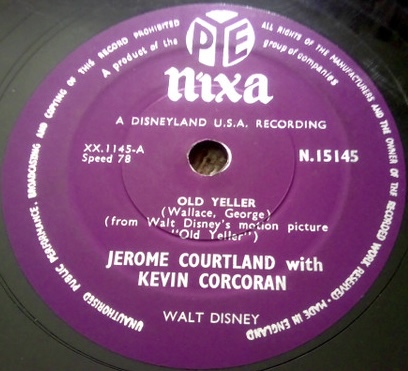 UNAUTHORISED PUBLIC PERFORMANCE, BROADCASTING AND COPYING OF THIS RECORD PROHIBITED
ALL RIGHTS OF THE MANUFACTURERS AND THE OWNER OF THE RECORDED WORK RESERVED · MADE IN ENGLAND
A product of the
PYE
group of companies
nixa
A DISNEYLAND U.S.A. RECORDING
XX.1145-A
Speed 78
N.15145
OLD YELLER
(Wallace, George)
(from Walt Disney's motion picture
"Old Yeller")
JEROME COURTLAND with
KEVIN CORCORAN
WALT DISNEY